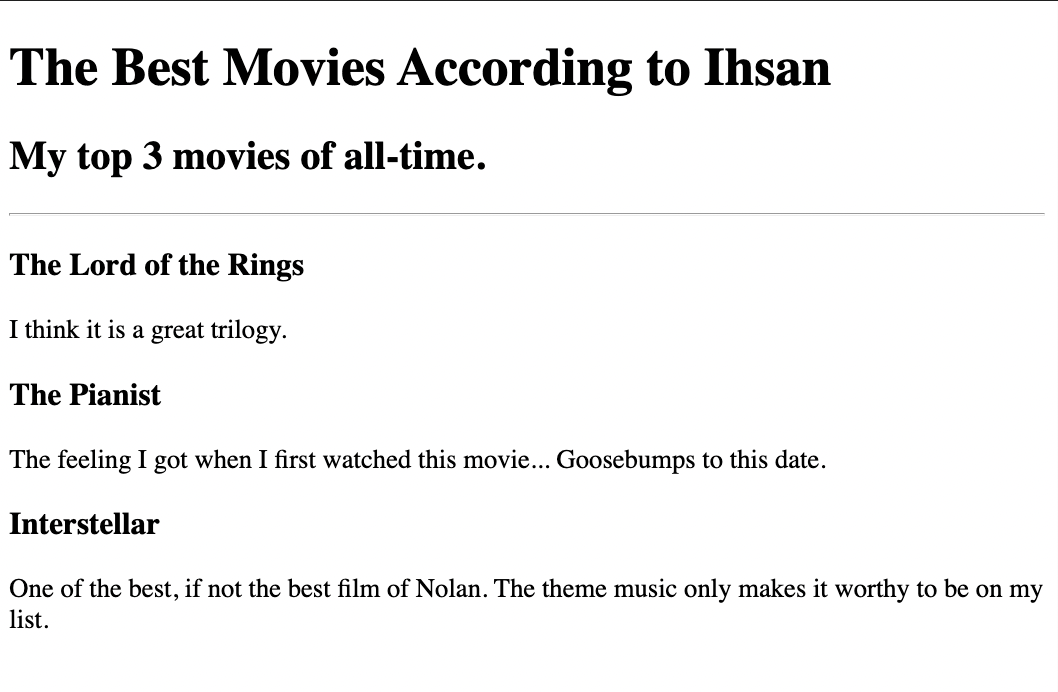 The Best Movies According to Ihsan
My top 3 movies of all-time.
The Lord of the Rings
I think it is a great trilogy.
The Pianist
The feeling I got when I first watched this movie... Goosebumps to this date.
Interstellar
One of the best, if not the best film of Nolan. The theme music only makes it worthy to be on my
list.